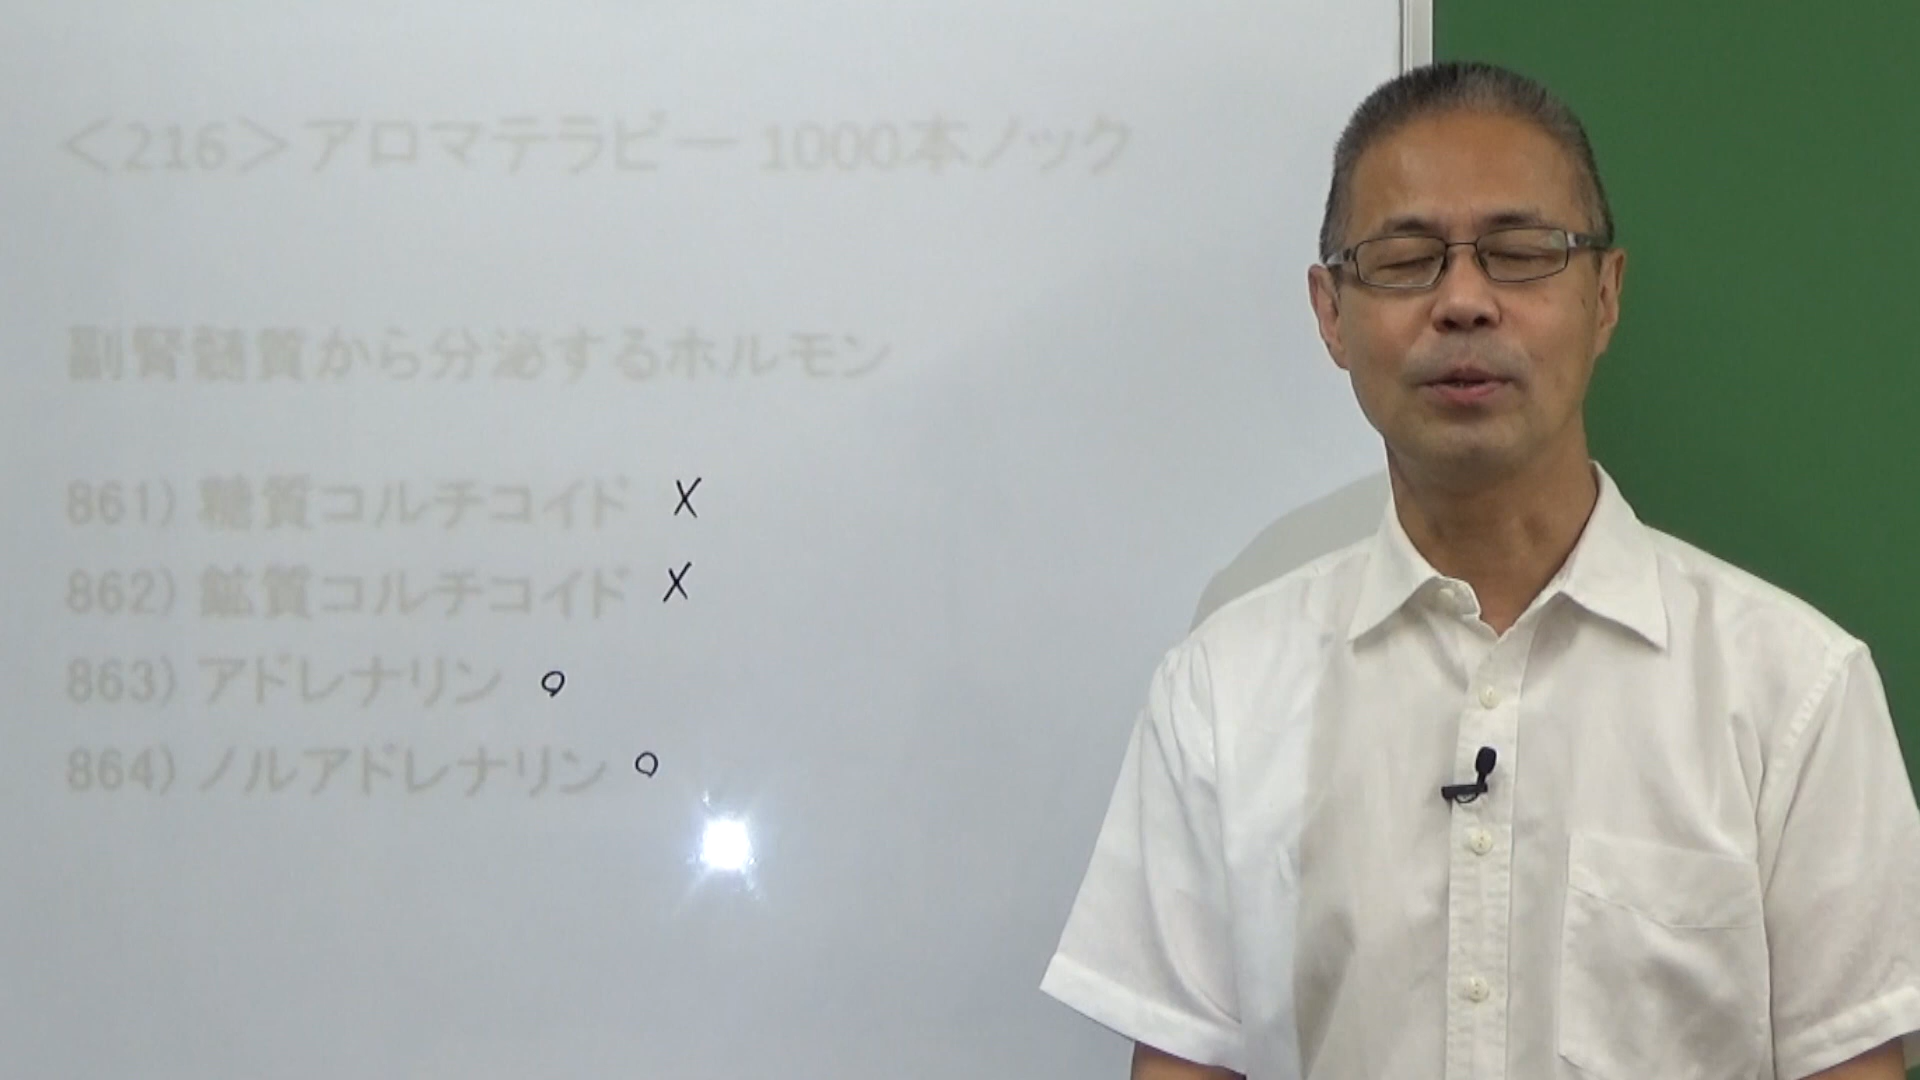 <216>アロマテラピー 1000本ノック
副腎髄質から分泌するホルモン
861) 糖質コルチコイド X
862) 鉱質コルチコイド X
863) アドレナリン ○
864) ノルアドレナリン ○